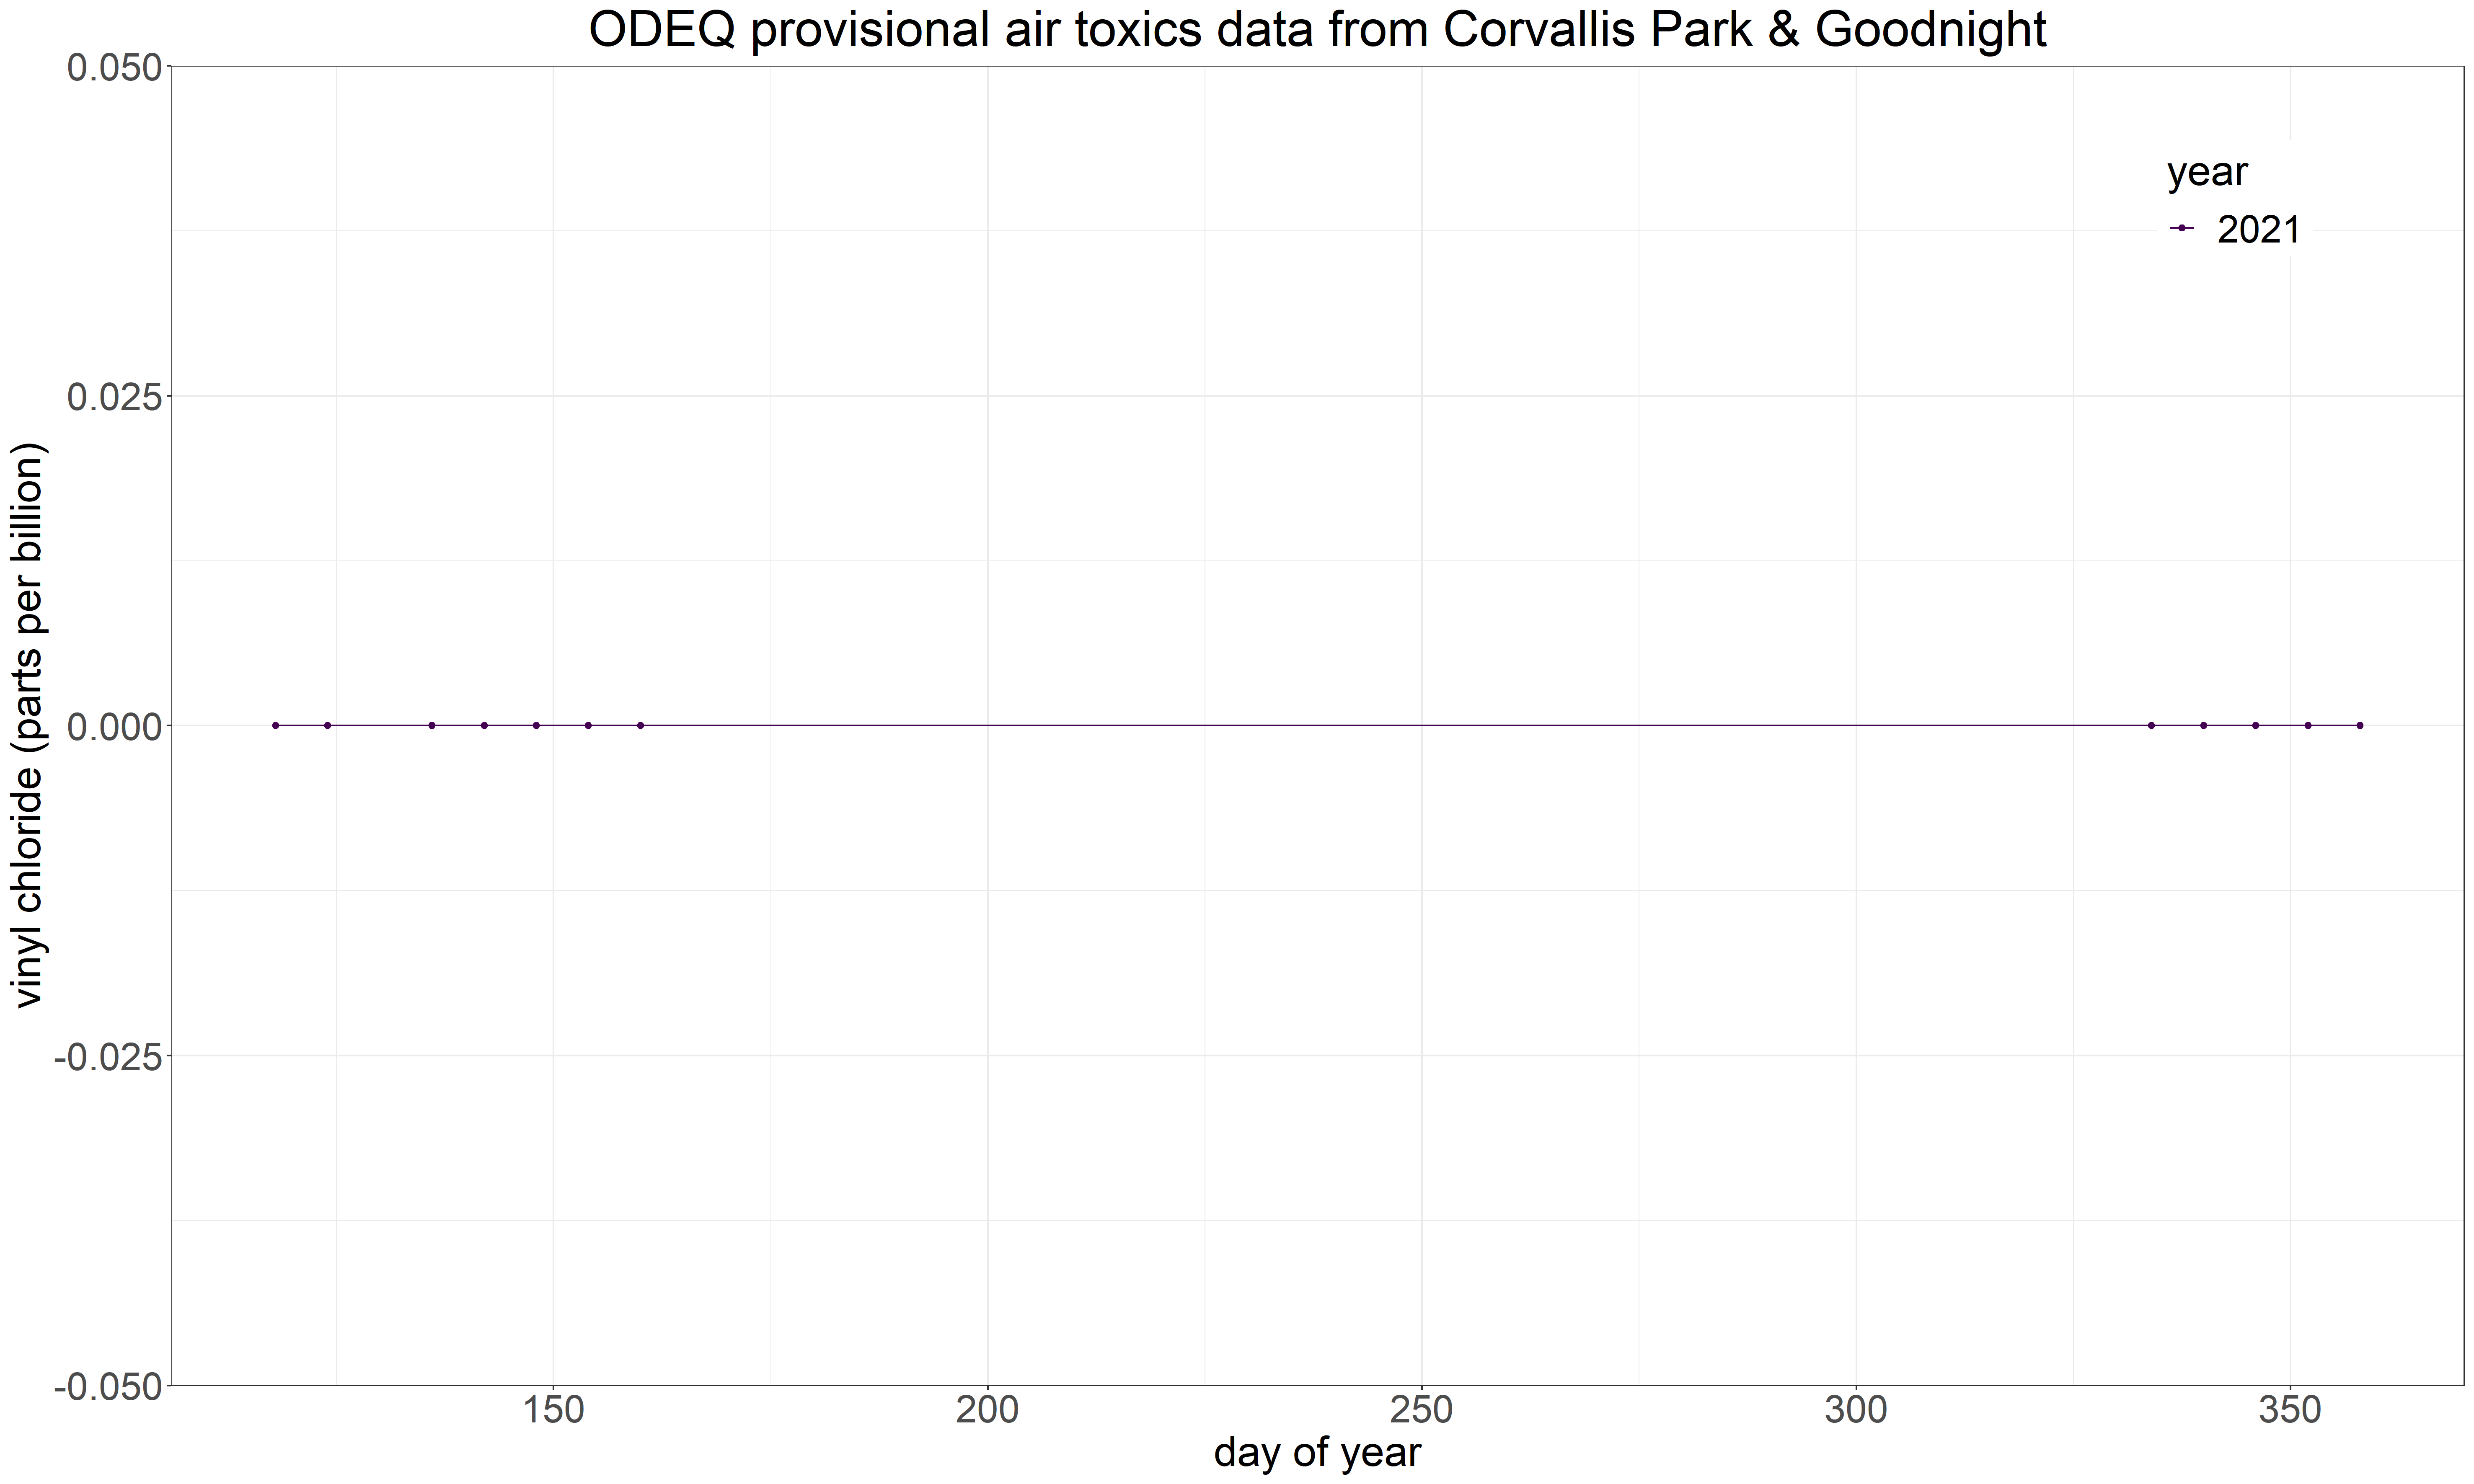 ODEQ provisional air toxics data from Corvallis Park & Goodnight
0.050
0.025
0.000
-0.025
-0.050
vinyl chloride (parts per billion)
year
2021
150 200 250 300 350
day of year